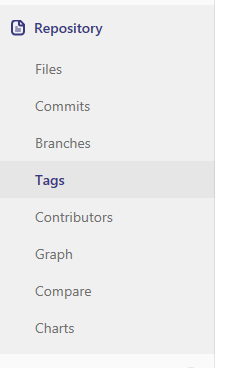 Repository
Files
Commits
Branches
Tags
Contributors
Graph
Compare
Charts